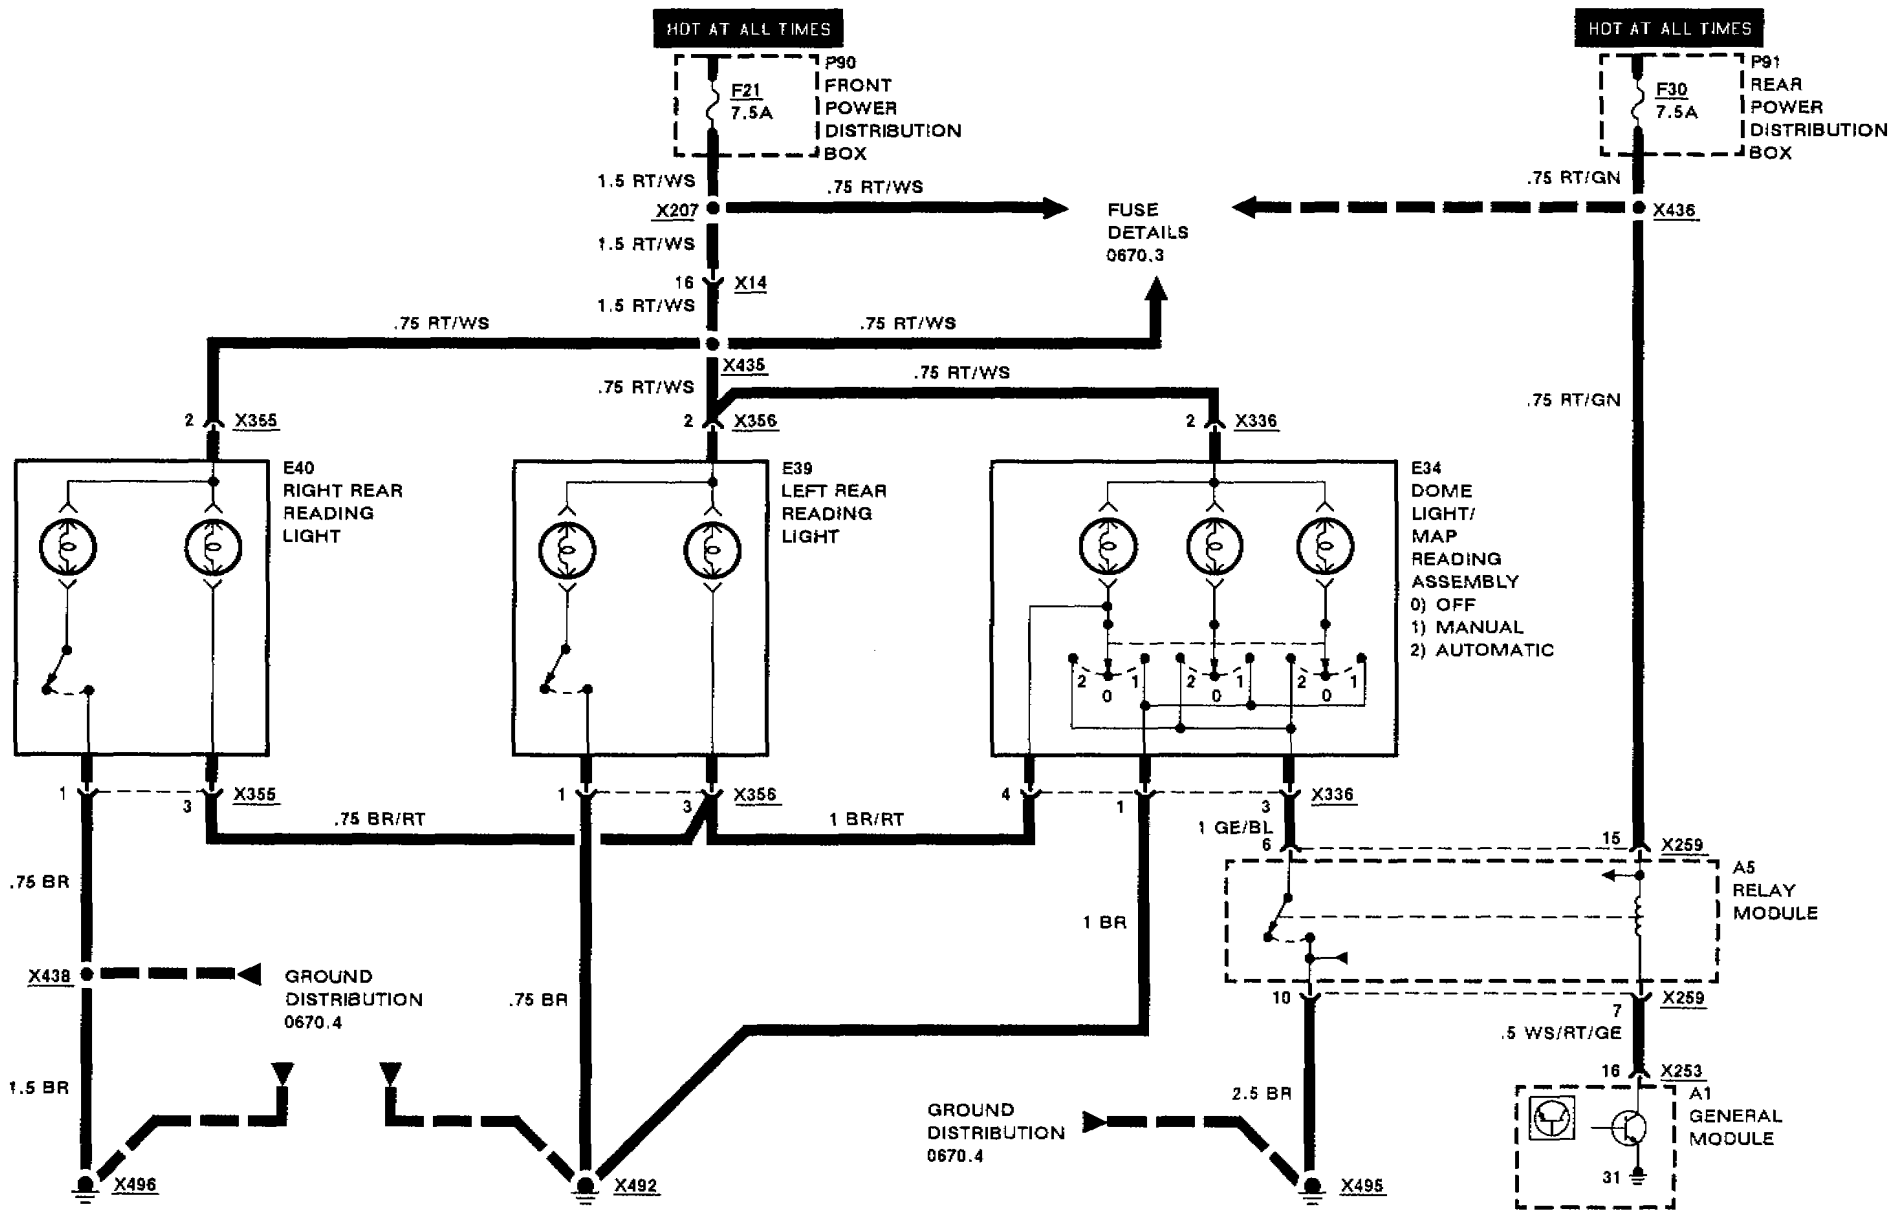 HOT AT ALL TIMES
HOT AT ALL TIMES
F21
7.5A
P90
FRONT
POWER
DISTRIBUTION
BOX
F30
7.5A
P91
REAR
POWER
DISTRIBUTION
BOX
1.5 RT/WS
.75 RT/WS
.75 RT/GN
X207
FUSE
DETAILS
0670.3
X436
1.5 RT/WS
16
X14
1.5 RT/WS
.75 RT/WS
.75 RT/WS
X435
.75 RT/WS
.75 RT/WS
.75 RT/GN
2
X355
2
X356
2
X336
E40
RIGHT REAR
READING
LIGHT
E39
LEFT REAR
READING
LIGHT
E34
DOME
LIGHT/
MAP
READING
ASSEMBLY
0) OFF
1) MANUAL
2) AUTOMATIC
2
0
1
2
0
1
2
0
1
1
3
X355
1
3
X356
4
1
3
X336
.75 BR/RT
1 BR/RT
1 GE/BL
6
15
X259
A5
RELAY
MODULE
.75 BR
1 BR
X438
GROUND
DISTRIBUTION
0670.4
.75 BR
10
7
X259
.5 WS/RT/GE
16
X253
1.5 BR
2.5 BR
A1
GENERAL
MODULE
GROUND
DISTRIBUTION
0670.4
31
X496
X492
X495